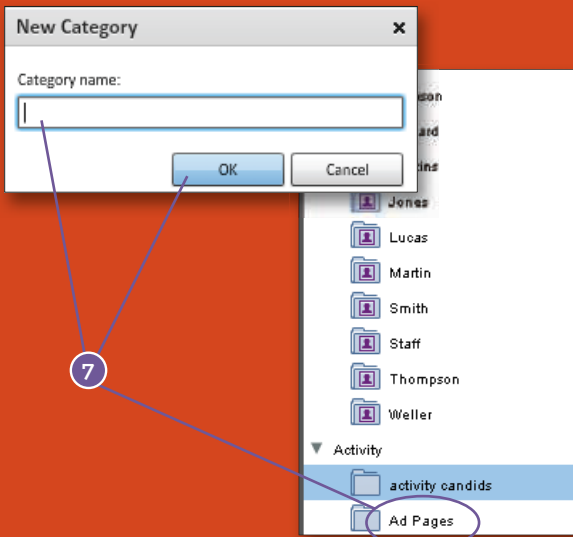 New Category
Category name:
OK
Cancel
Jones
Lucas
Martin
Smith
Staff
7
Thompson
Weller
Activity
activity candids
Ad Pages